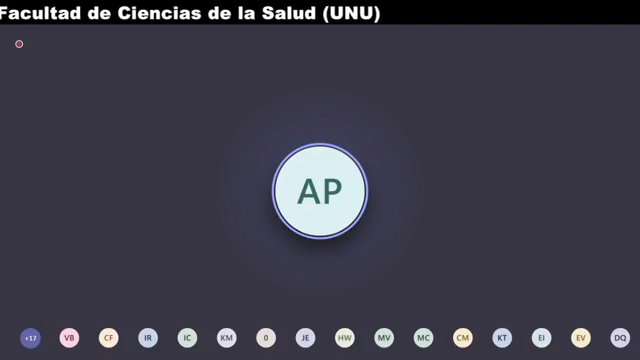 Facultad de Ciencias de la Salud (UNU)
AP
+17 VB CF IR IC KM 0 JE HW MV MC CM KT EI EV DQ